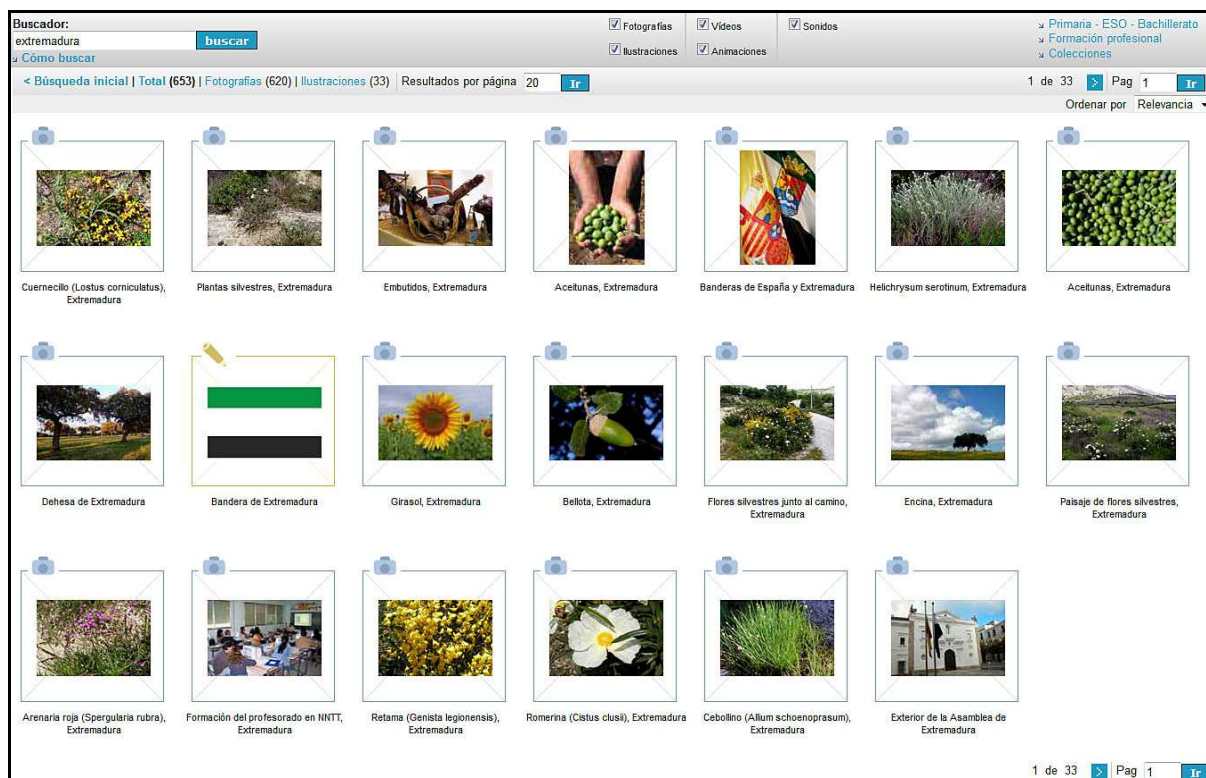 Buscador:
extremadura buscar
Cómo buscar
Fotografías Vídeos Sonidos
Ilustraciones Animaciones
Primaria - ESO - Bachillerato
Formación profesional
Colecciones
< Búsqueda inicial | Total (653) | Fotografías (620) | Ilustraciones (33) Resultados por página 20 Ir
1 de 33 > Pag 1 Ir
Ordenar por Relevancia
Cuernecillo (Lostus corniculatus),
Extremadura
Plantas silvestres, Extremadura
Embutidos, Extremadura
Aceitunas, Extremadura
Banderas de España y Extremadura
Helichrysum serotinum, Extremadura
Aceitunas, Extremadura
Dehesa de Extremadura
Bandera de Extremadura
Girasol, Extremadura
Bellota, Extremadura
Flores silvestres junto al camino,
Extremadura
Encina, Extremadura
Paisaje de flores silvestres,
Extremadura
Arenaria roja (Spergularia rubra),
Extremadura
Formación del profesorado en NNTT,
Extremadura
Retama (Genista legionensis),
Extremadura
Romerina (Cistus clusii), Extremadura
Cebollino (Allium schoenoprasum),
Extremadura
Exterior de la Asamblea de
Extremadura
1 de 33 > Pag 1 Ir